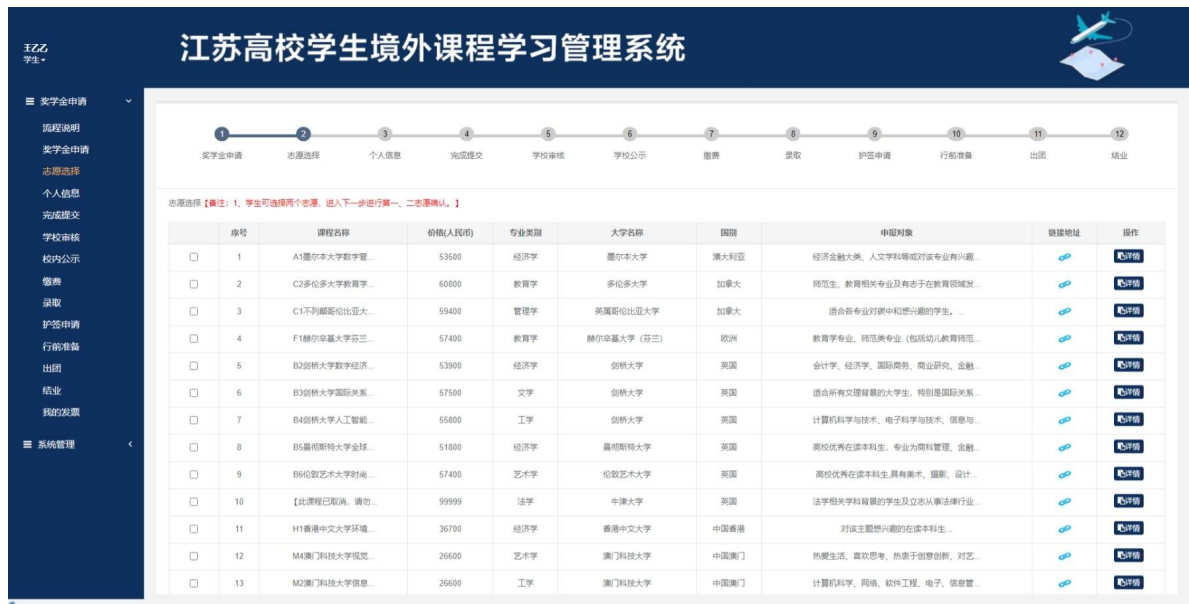 王乙乙
学生
江苏高校学生境外课程学习管理系统
奖学金申请
流程说明
奖学金申请
志愿选择
个人信息
完成提交
学校审核
校内公示
缴费
录取
护签申请
行前准备
出团
结业
我的发票
系统管理
1 2 3 4 5 6 7 8 9 10 11 12
奖学金申请 志愿选择 个人信息 完成提交 学校审核 学校公示 缴费 录取 护签申请 行前准备 出团 结业
志愿选择【备注：1、学生可选择两个志愿，进入下一步进行第一、二志愿确认。】
序号 课程名称 价格(人民币) 专业类别 大学名称 国别 申报对象 链接地址 操作
1 A1墨尔本大学数字营... 53500 经济学 墨尔本大学 澳大利亚 经济金融大类、人文学科等或对该专业有兴趣... 详情
2 C2多伦多大学教育学... 60800 教育学 多伦多大学 加拿大 师范生、教育相关专业及有志于在教育领域发... 详情
3 C1不列颠哥伦比亚大... 59400 管理学 英属哥伦比亚大学 加拿大 适合各专业对碳中和感兴趣的学生。... 详情
4 F1赫尔辛基大学芬兰... 57400 教育学 赫尔辛基大学（芬兰） 欧洲 教育学专业、师范类专业（包括幼儿教育师范... 详情
5 B2剑桥大学数字经济... 53900 经济学 剑桥大学 英国 会计学、经济学、国际商务、商业研究、金融... 详情
6 B3剑桥大学国际关系... 57500 文学 剑桥大学 英国 适合所有文理背景的大学生，特别是国际关系... 详情
7 B4剑桥大学人工智能... 55800 工学 剑桥大学 英国 计算机科学与技术、电子科学与技术、信息与... 详情
8 B5曼彻斯特大学全球... 51800 经济学 曼彻斯特大学 英国 高校优秀在读本科生，专业为商科管理、金融... 详情
9 B6伦敦艺术大学时尚... 57400 艺术学 伦敦艺术大学 英国 高校优秀在读本科生,具有美术、摄影、设计... 详情
10 【此课程已取消，请勿... 99999 法学 牛津大学 英国 法学相关学科背景的学生及立志从事法律行业... 详情
11 H1香港中文大学环境... 36700 经济学 香港中文大学 中国香港 对该主题感兴趣的在读本科生... 详情
12 M4澳门科技大学视觉... 26600 艺术学 澳门科技大学 中国澳门 热爱生活、喜欢思考、热衷于创意创新、对艺... 详情
13 M2澳门科技大学信息... 26600 工学 澳门科技大学 中国澳门 计算机科学、网络、软件工程、电子、信息管... 详情